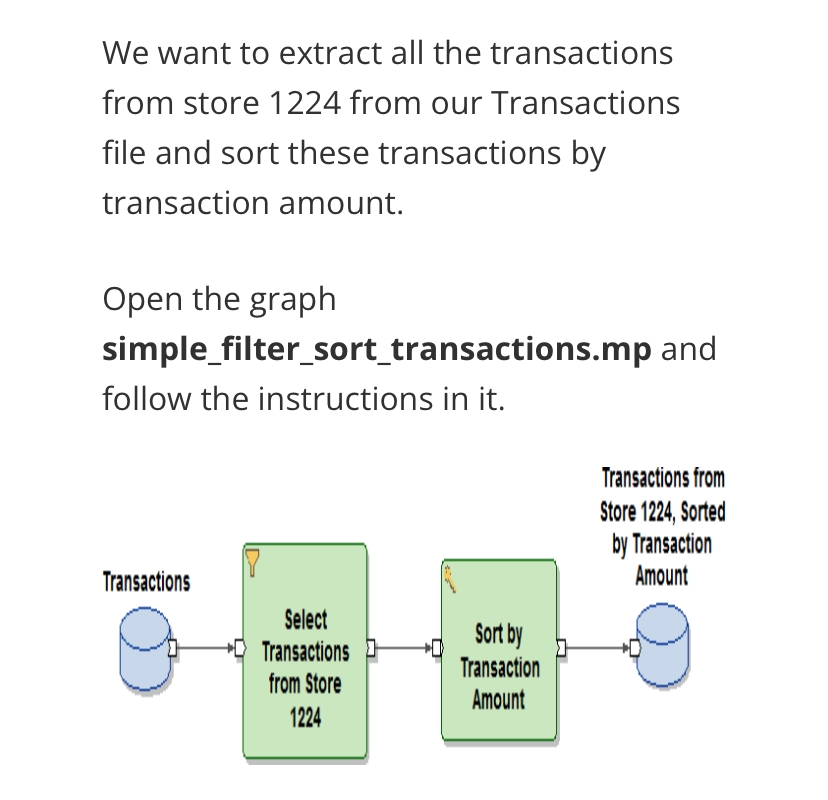 We want to extract all the transactions
from store 1224 from our Transactions
file and sort these transactions by
transaction amount.
Open the graph
simple_filter_sort_transactions.mp and
follow the instructions in it.
Transactions
Select
Transactions
from Store
1224
Sort by
Transaction
Amount
Transactions from
Store 1224, Sorted
by Transaction
Amount